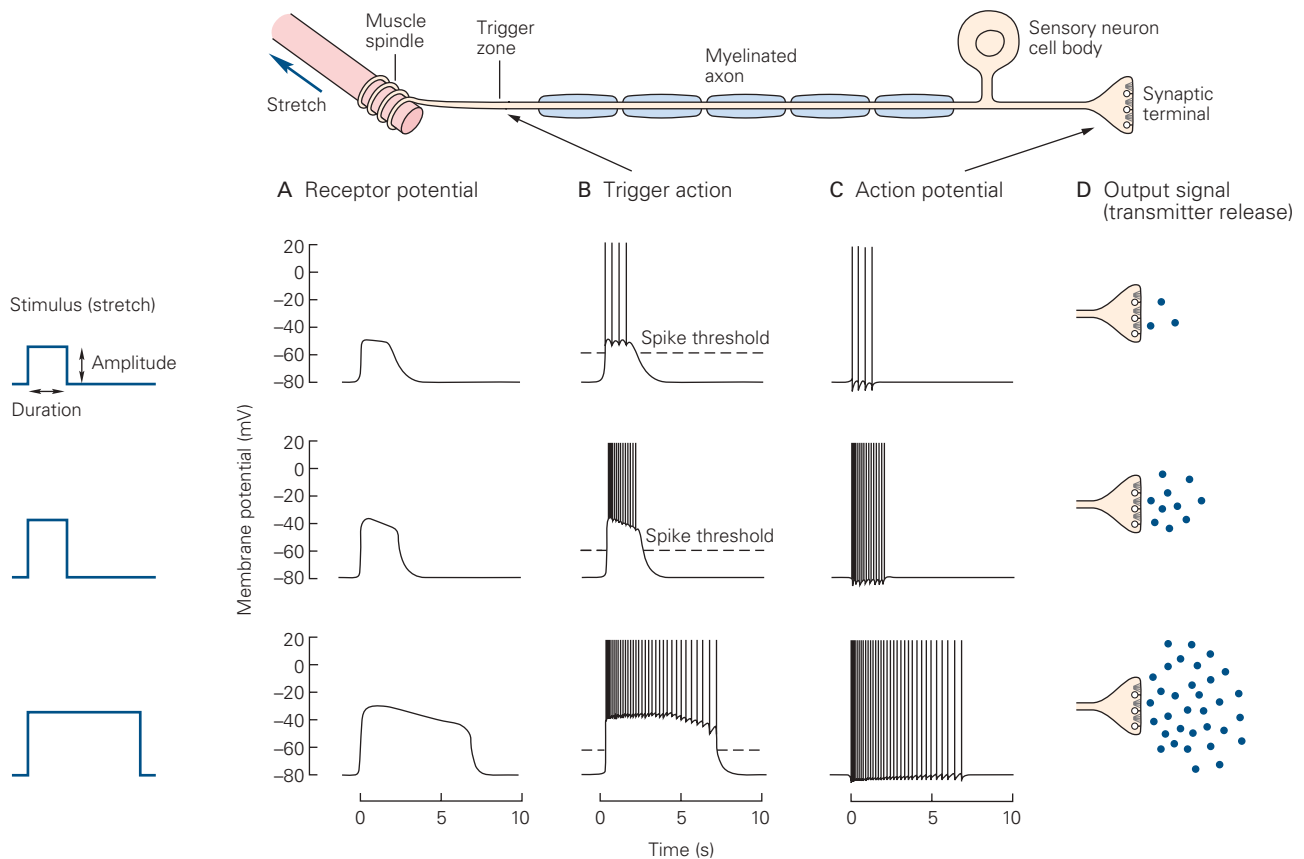 Muscle
spindle
Trigger
zone
Myelinated
axon
Sensory neuron
cell body
Stretch
Synaptic
terminal
A Receptor potential
B Trigger action
C Action potential
D Output signal
(transmitter release)
Stimulus (stretch)
Amplitude
Duration
Membrane potential (mV)
20
0
–20
–40
–60
–80
Spike threshold
20
0
–20
–40
–60
–80
Spike threshold
20
0
–20
–40
–60
–80
0 5 10
0 5 10
0 5 10
Time (s)